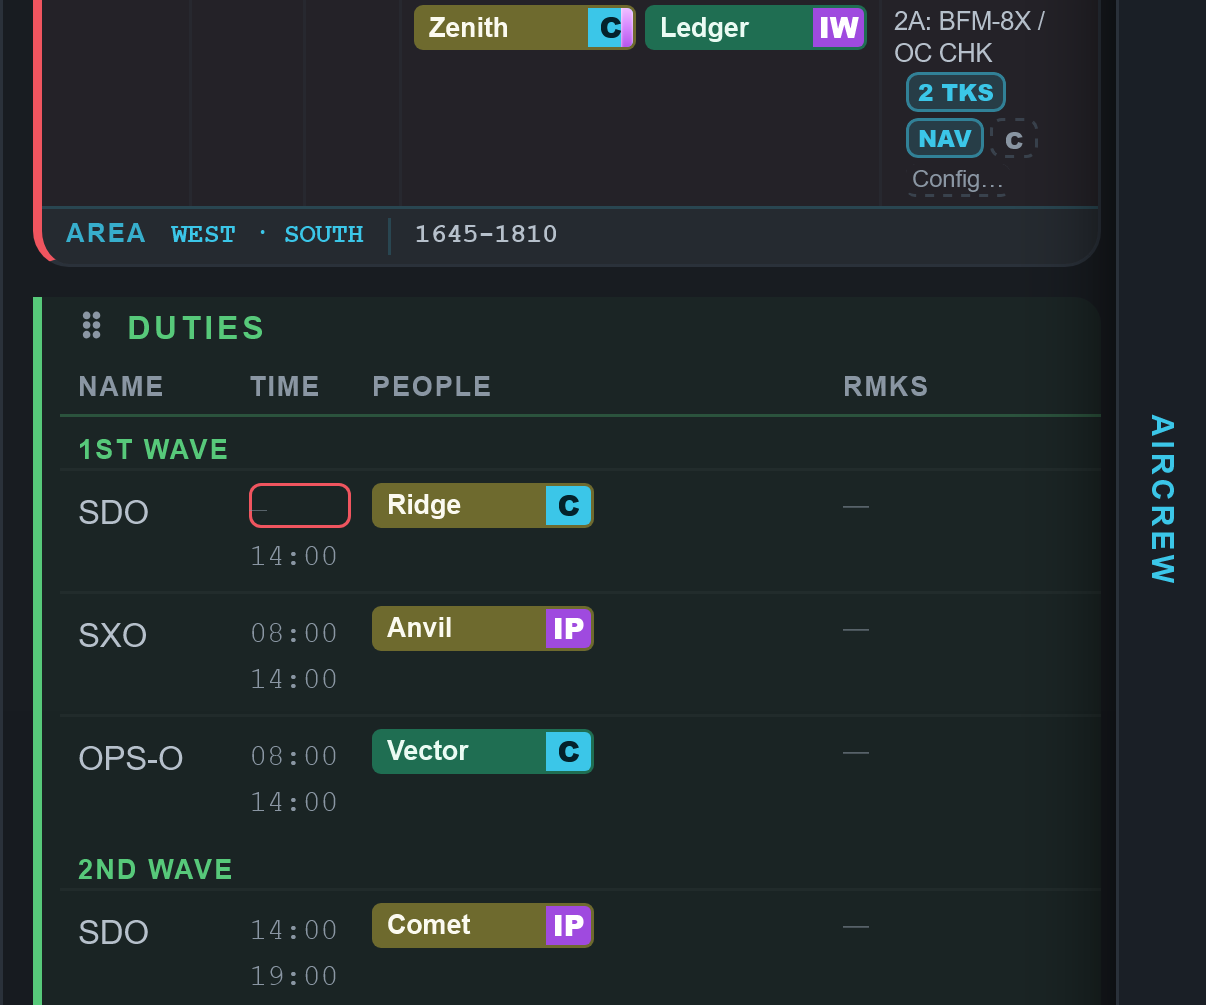 Zenith C Ledger IW 2A: BFM-8X /
OC CHK
2 TKS
NAV C
Config…
AREA WEST · SOUTH 1645–1810
DUTIES
NAME TIME PEOPLE RMKS
1ST WAVE
SDO — Ridge C —
14:00
SXO 08:00 Anvil IP —
14:00
OPS-O 08:00 Vector C —
14:00
2ND WAVE
SDO 14:00 Comet IP —
19:00
AIRCREW